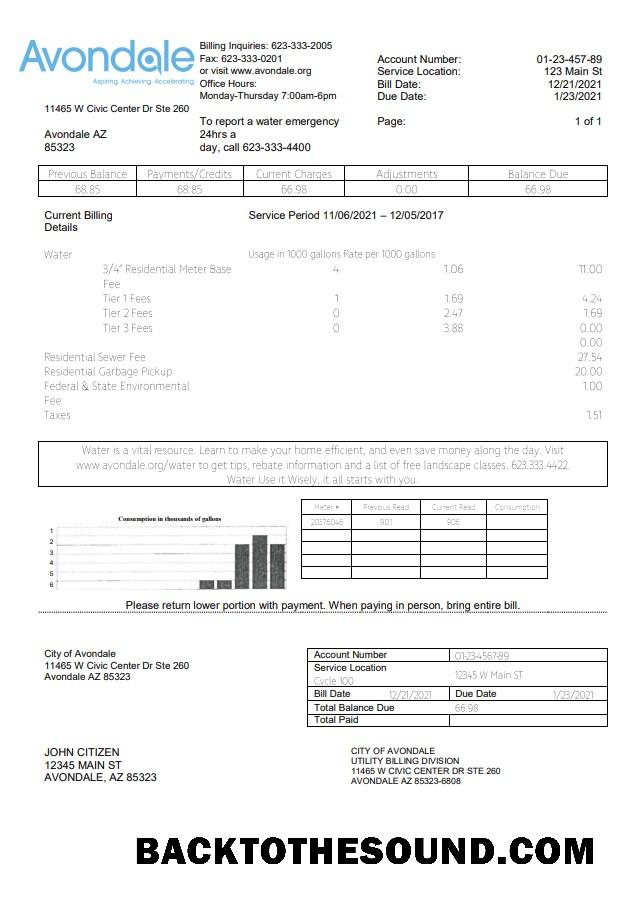 Avondale
Aspiring. Achieving. Accelerating.
Billing Inquiries: 623-333-2005
Fax: 623-333-0201
or visit www.avondale.org
Office Hours:
Monday-Thursday 7:00am-6pm
To report a water emergency
24hrs a
day, call 623-333-4400
11465 W Civic Center Dr Ste 260
Avondale AZ
85323
Account Number: 01-23-457-89
Service Location: 123 Main St
Bill Date: 12/21/2021
Due Date: 1/23/2021
Page: 1 of 1
Previous Balance Payments/Credits Current Charges Adjustments Balance Due
68.85 68.85 66.98 0.00 66.98
Current Billing Details Service Period 11/06/2021 – 12/05/2017
Water Usage in 1000 gallons Rate per 1000 gallons
3/4" Residential Meter Base 4 1.06 11.00
Fee
Tier 1 Fees 1 1.69 4.24
Tier 2 Fees 0 2.47 1.69
Tier 3 Fees 0 3.88 0.00
0.00
Residential Sewer Fee 27.54
Residential Garbage Pickup 20.00
Federal & State Environmental 1.00
Fee
Taxes 1.51
Water is a vital resource. Learn to make your home efficient, and even save money along the day. Visit
www.avondale.org/water to get tips, rebate information and a list of free landscape classes. 623.333.4422.
Water Use it Wisely, it all starts with you.
Consumption in thousands of gallons
1
2
3
4
5
6
Meter # Previous Read Current Read Consumption
20376046 901 906
Please return lower portion with payment. When paying in person, bring entire bill.
City of Avondale
11465 W Civic Center Dr Ste 260
Avondale AZ 85323
Account Number 01-23-4567-89
Service Location
Cycle 100 12345 W Main ST
Bill Date 12/21/2021 Due Date 1/23/2021
Total Balance Due 66.98
Total Paid
JOHN CITIZEN
12345 MAIN ST
AVONDALE, AZ 85323
CITY OF AVONDALE
UTILITY BILLING DIVISION
11465 W CIVIC CENTER DR STE 260
AVONDALE AZ 85323-6808
BACKTOTHESOUND.COM